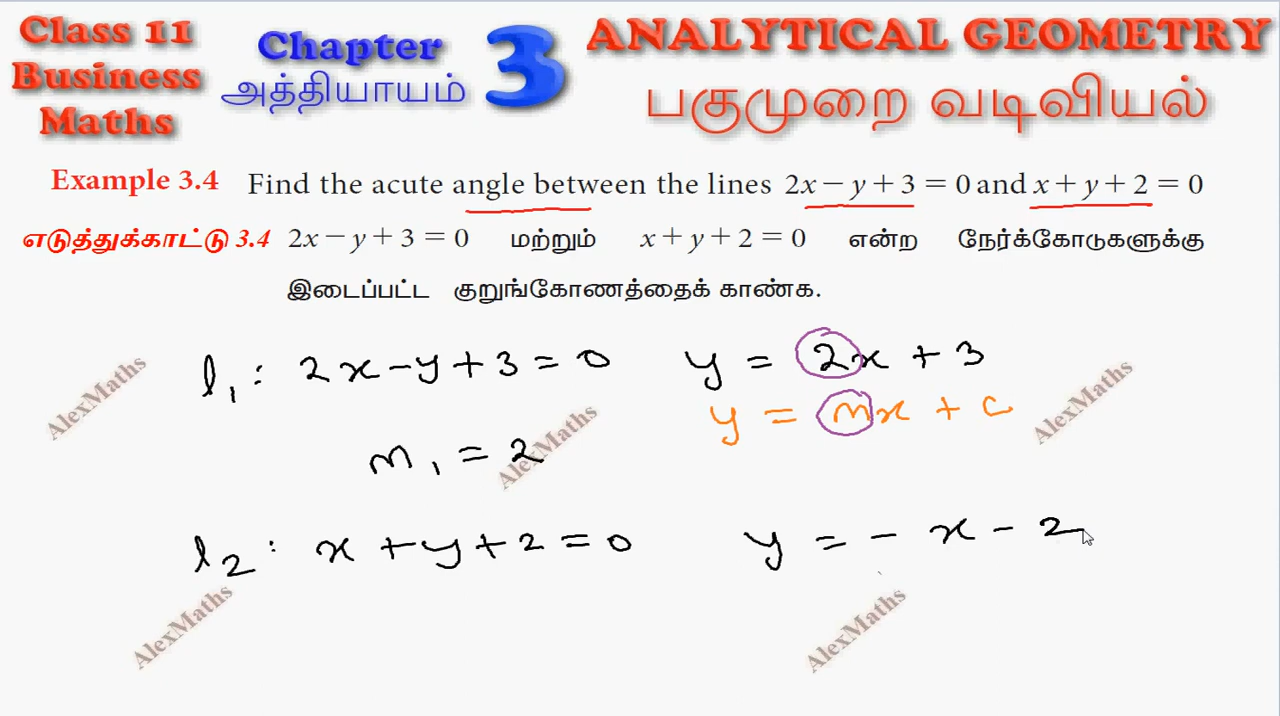 Class 11
Business
Maths
Chapter
அத்தியாயம்
3
ANALYTICAL GEOMETRY
பகுமுறை வடிவியல்
Example 3.4 Find the acute angle between the lines 2x − y + 3 = 0 and x + y + 2 = 0
எடுத்துக்காட்டு 3.4 2x − y + 3 = 0 மற்றும் x + y + 2 = 0 என்ற நேர்க்கோடுகளுக்கு
இடைப்பட்ட குறுங்கோணத்தைக் காண்க.
l₁ : 2x − y + 3 = 0 y = 2x + 3
y = mx + c
m₁ = 2
l₂ : x + y + 2 = 0 y = − x − 2
AlexMaths
AlexMaths
AlexMaths
AlexMaths
AlexMaths